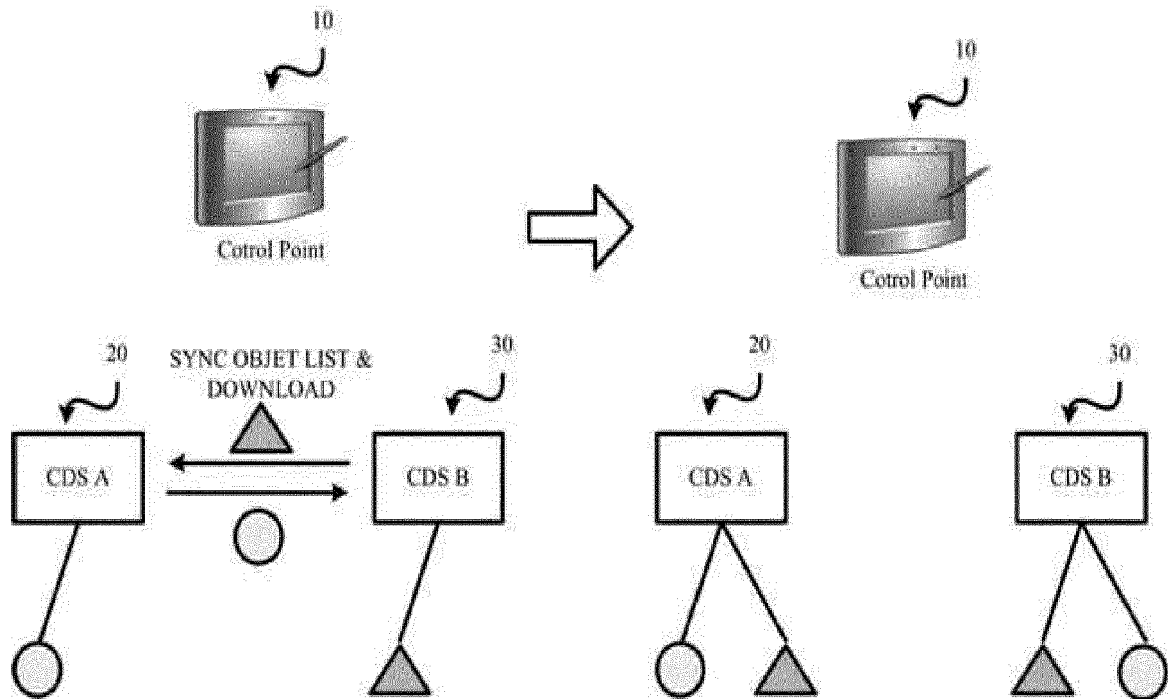 10
10
Cotrol Point
Cotrol Point
20
SYNC OBJET LIST &
DOWNLOAD
30
20
30
CDS A
CDS B
CDS A
CDS B